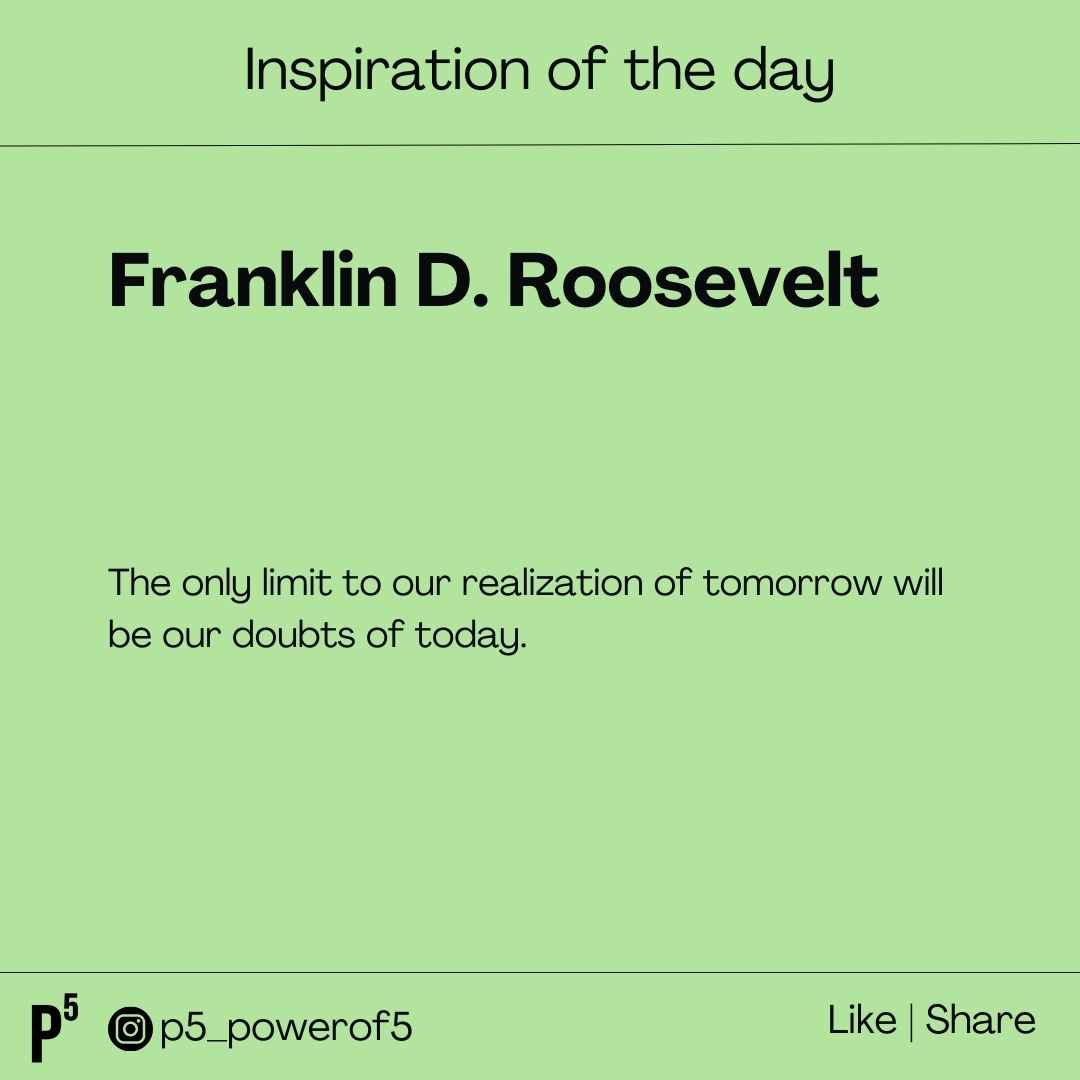 Inspiration of the day
Franklin D. Roosevelt
The only limit to our realization of tomorrow will
be our doubts of today.
P5 p5_powerof5 Like | Share